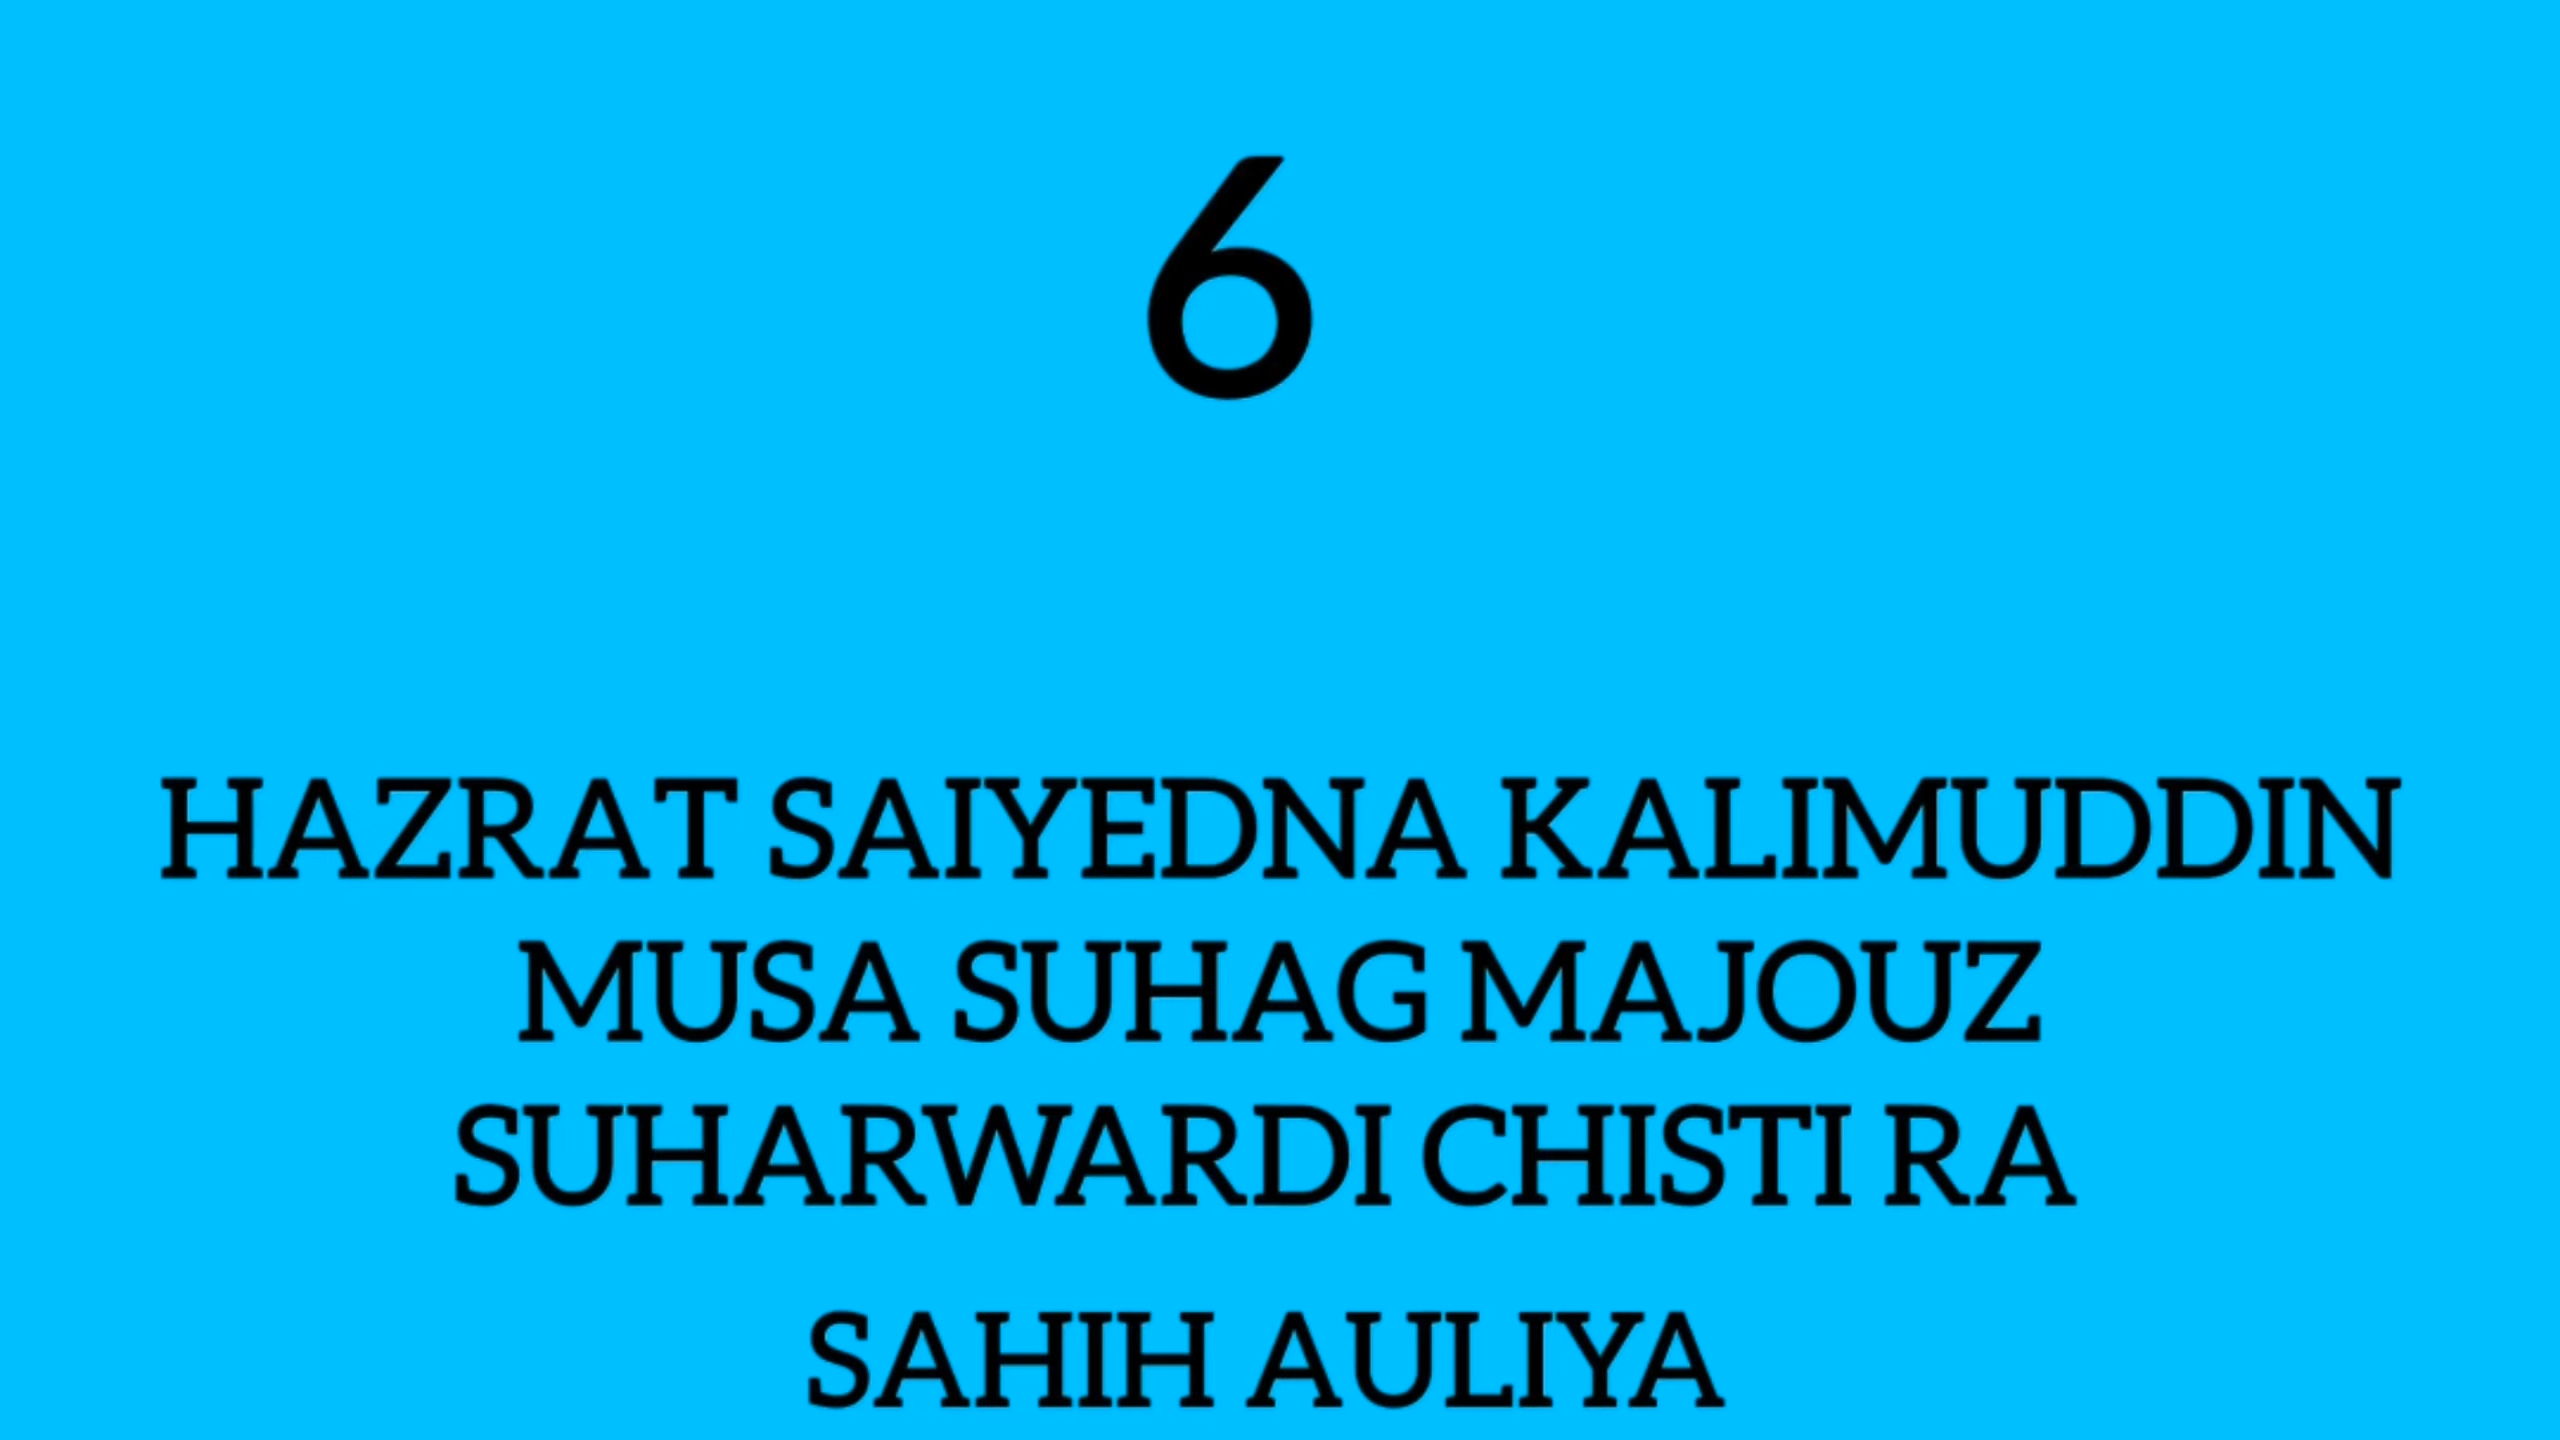 6
HAZRAT SAIYEDNA KALIMUDDIN
MUSA SUHAG MAJOUZ
SUHARWARDI CHISTI RA
SAHIH AULIYA